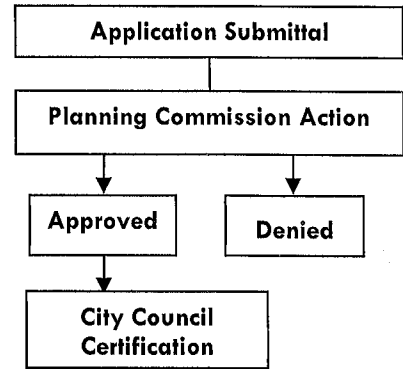 Application Submittal
Planning Commission Action
Approved
Denied
City Council
Certification